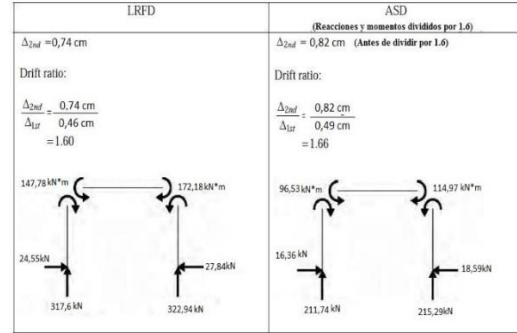 LRFD
ASD
(Reacciones y momentos divididos por 1.6)
Δ2nd =0,74 cm
Drift ratio:
Δ2nd / Δ1st = 0.74 cm / 0,46 cm
=1.60
147,78 kN*m
172,18 kN*m
24,55kN
27,84kN
317,6 kN
322,94 kN
Δ2nd = 0,82 cm (Antes de dividir por 1.6)
Drift ratio:
Δ2nd / Δ1st = 0,82 cm / 0,49 cm
=1.66
96,53 kN*m
114,97 kN*m
16,36 kN
18,59kN
211,74 kN
215,29kN